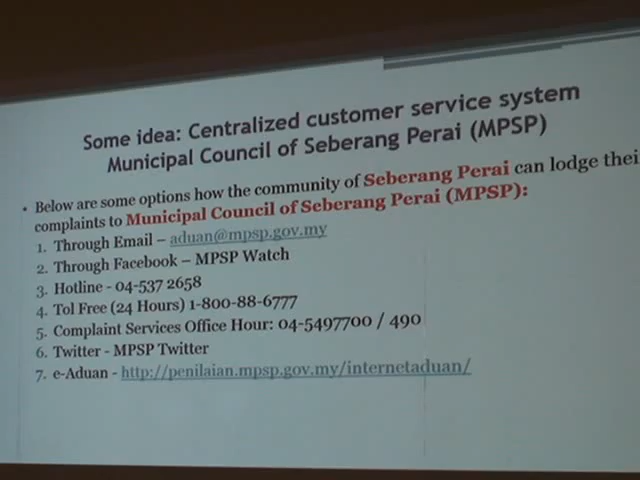 Some idea: Centralized customer service system
Municipal Council of Seberang Perai (MPSP)
• Below are some options how the community of Seberang Perai can lodge thei
complaints to Municipal Council of Seberang Perai (MPSP):
1. Through Email – aduan@mpsp.gov.my
2. Through Facebook – MPSP Watch
3. Hotline - 04-537 2658
4. Tol Free (24 Hours) 1-800-88-6777
5. Complaint Services Office Hour: 04-5497700 / 490
6. Twitter - MPSP Twitter
7. e-Aduan - http://penilaian.mpsp.gov.my/internetaduan/